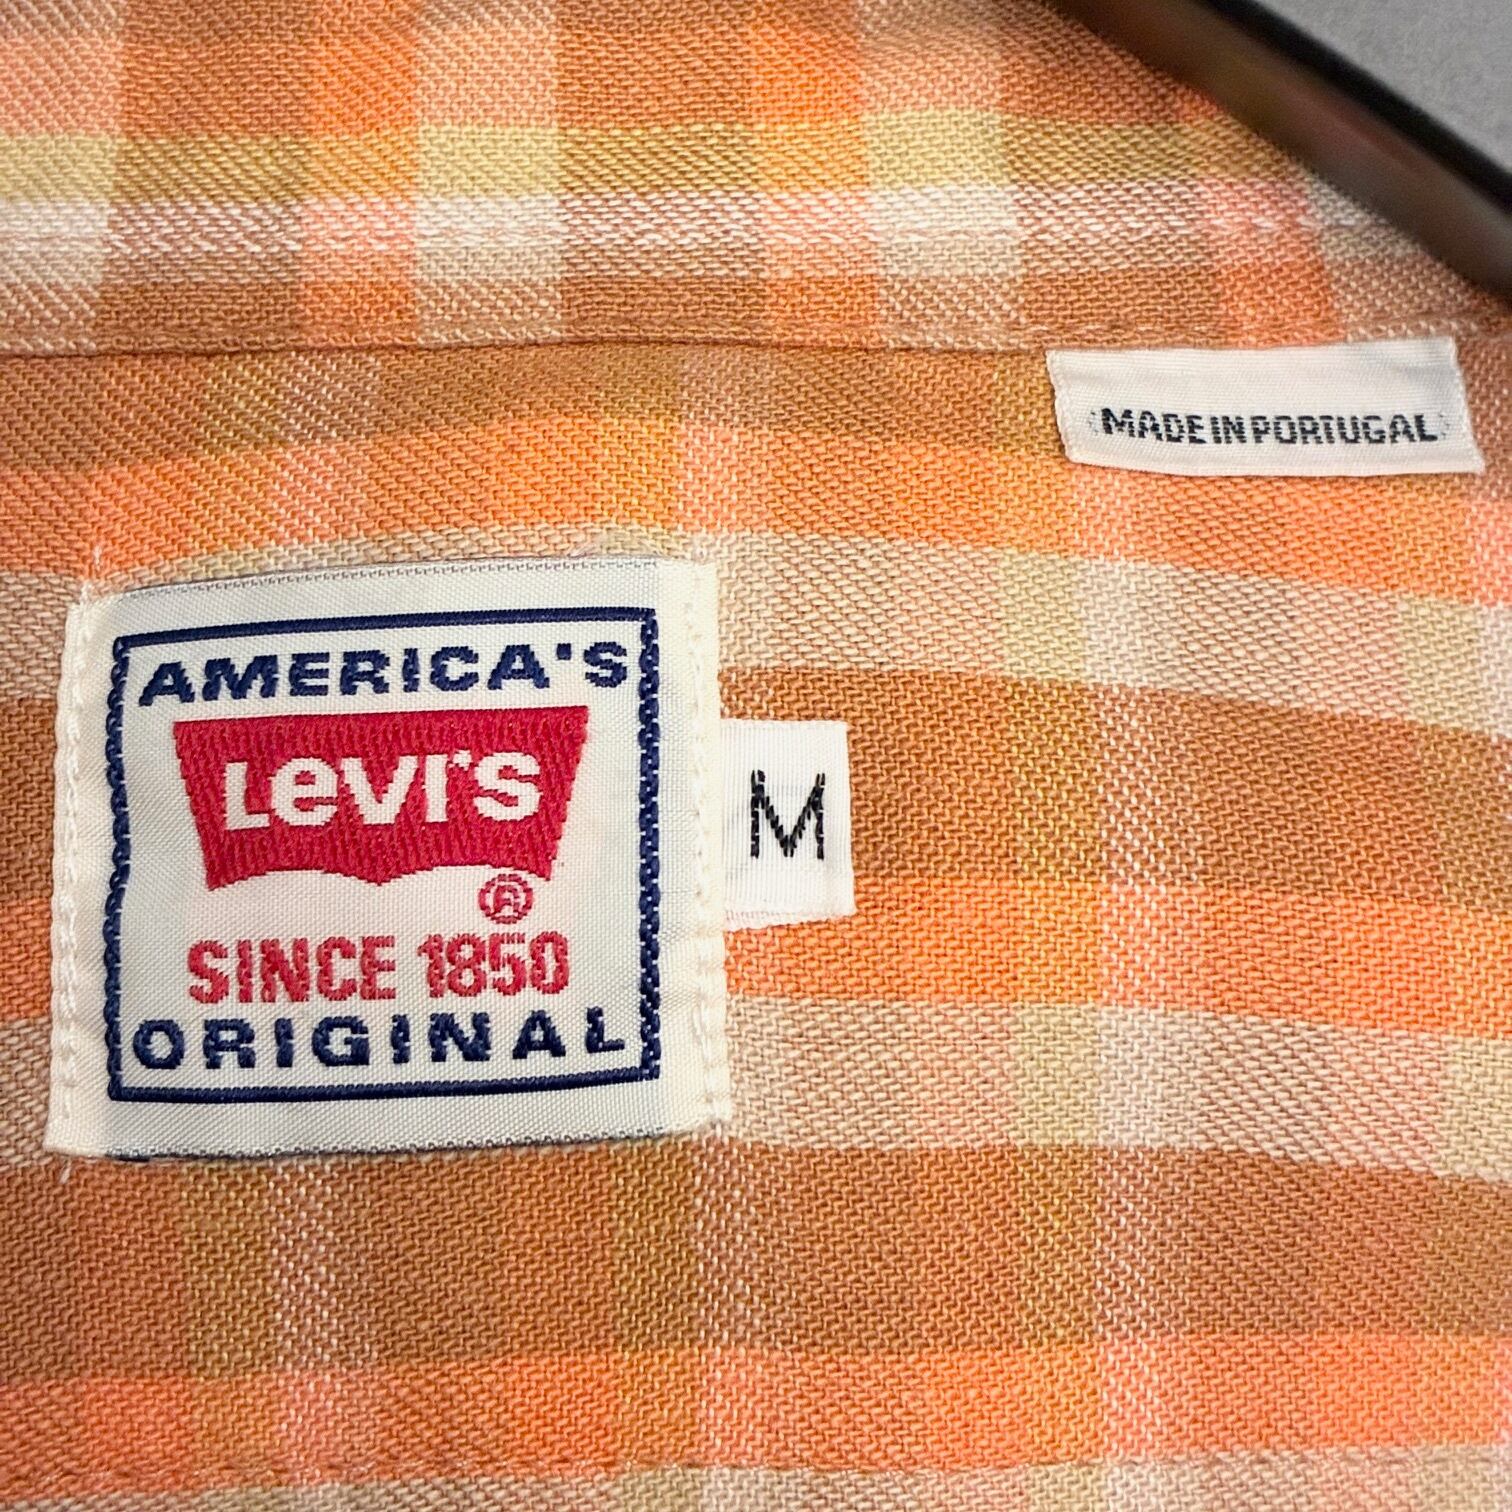 MADE IN PORTUGAL
AMERICA'S
LEVI'S
®
SINCE 1850
ORIGINAL
M